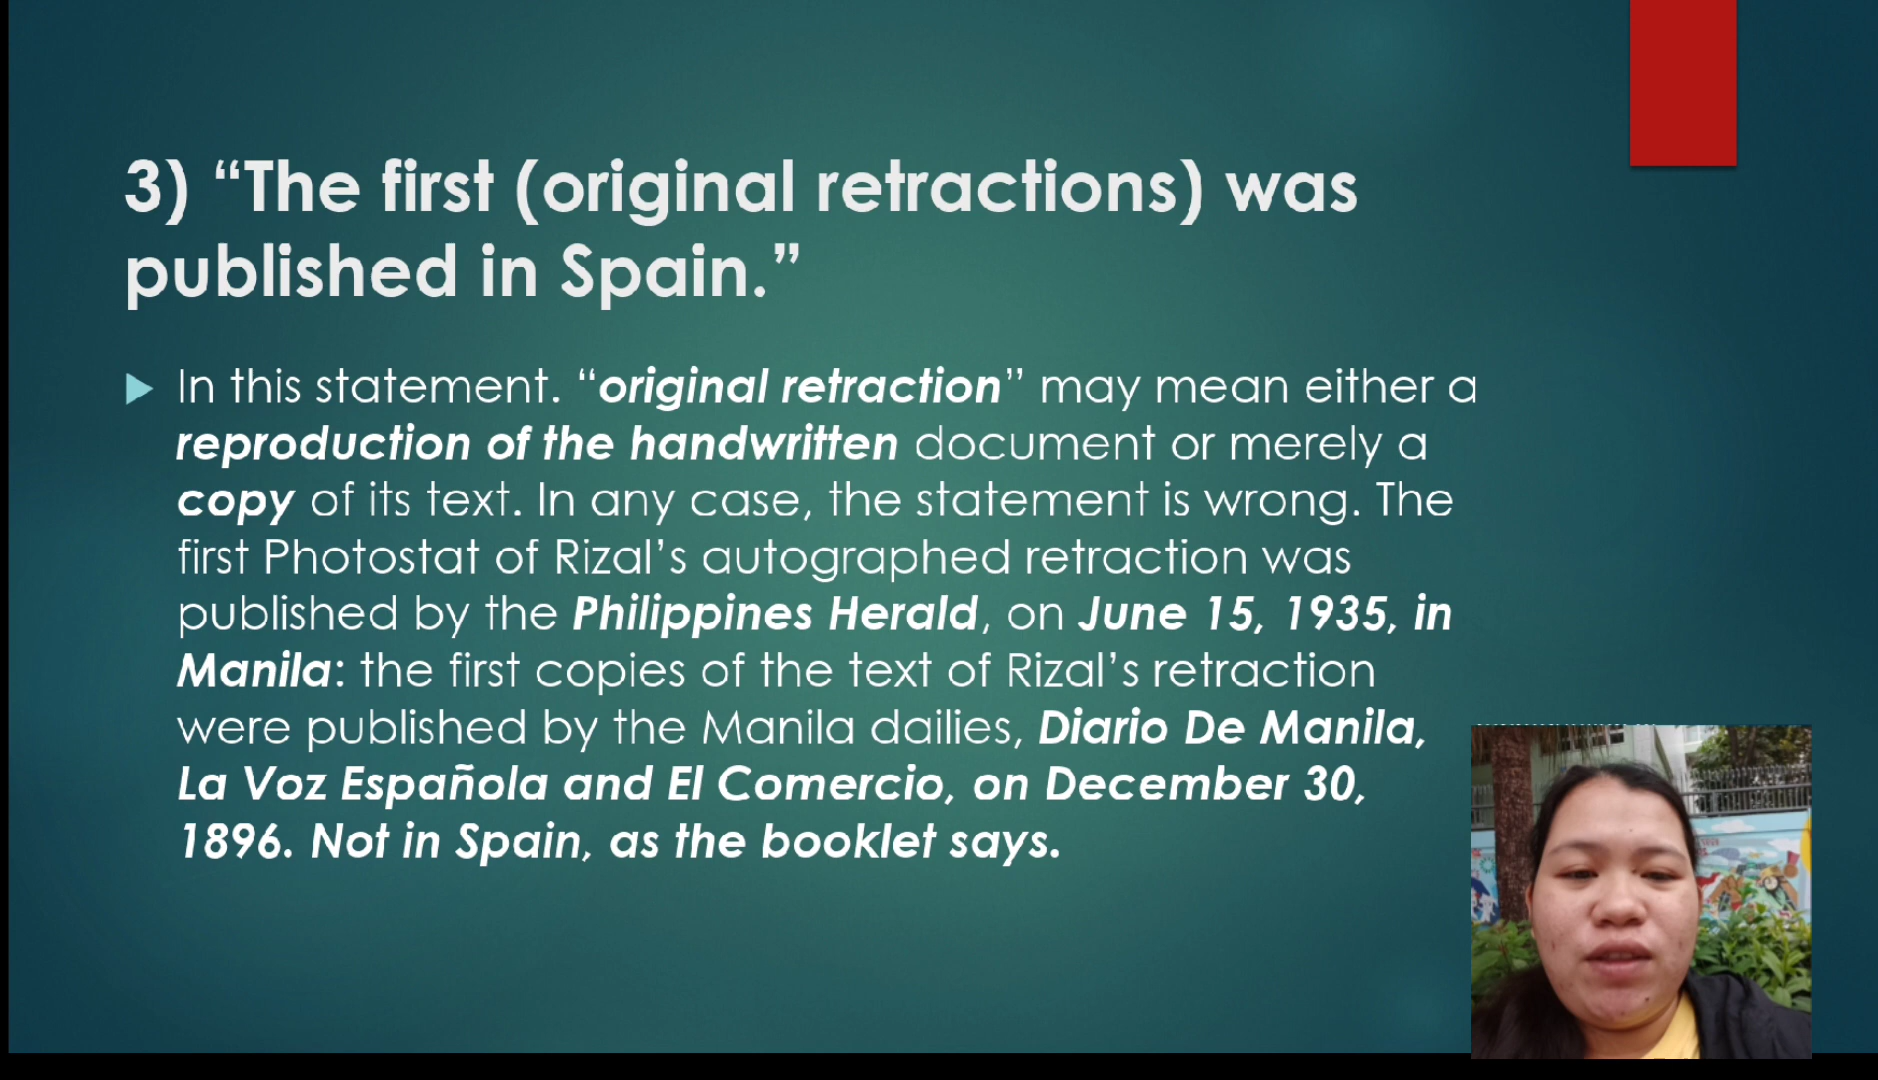 3) “The first (original retractions) was
published in Spain.”
In this statement. “original retraction” may mean either a
reproduction of the handwritten document or merely a
copy of its text. In any case, the statement is wrong. The
first Photostat of Rizal’s autographed retraction was
published by the Philippines Herald, on June 15, 1935, in
Manila: the first copies of the text of Rizal’s retraction
were published by the Manila dailies, Diario De Manila,
La Voz Española and El Comercio, on December 30,
1896. Not in Spain, as the booklet says.